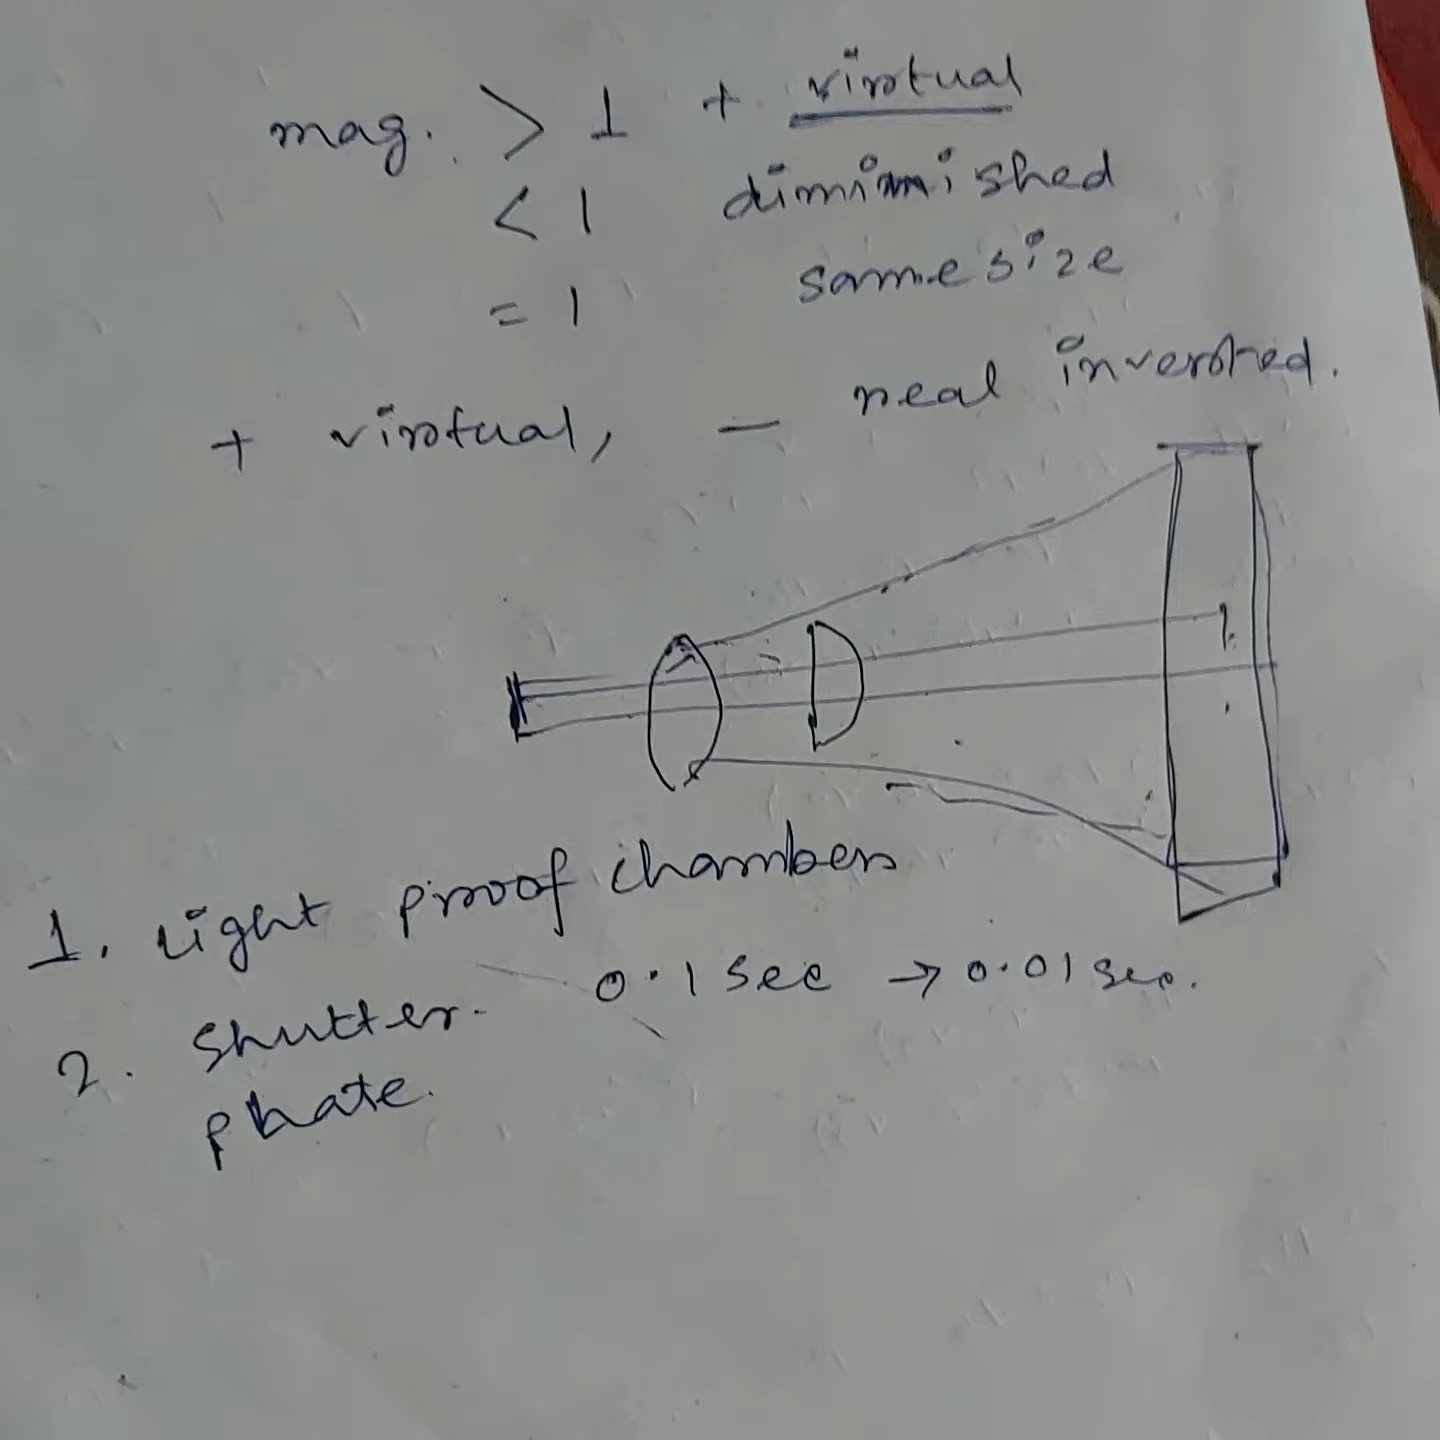 mag. > 1 + virtual
< 1 diminished
= 1 same size
+ virtual, - real inverted.
1. Light proof chamber
2. Shutter. 0.1 sec → 0.01 sec.